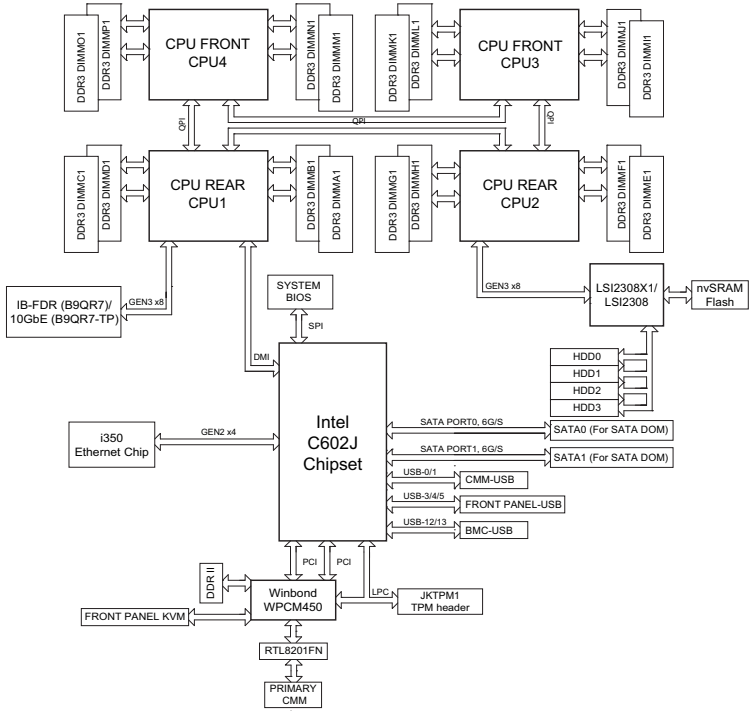 DDR3 DIMMO1
DDR3 DIMMP1
CPU FRONT
CPU4
DDR3 DIMMN1
DDR3 DIMMM1
DDR3 DIMMK1
DDR3 DIMML1
CPU FRONT
CPU3
DDR3 DIMMJ1
DDR3 DIMMI1
QPI
QPI
QPI
DDR3 DIMMC1
DDR3 DIMMD1
CPU REAR
CPU1
DDR3 DIMMB1
DDR3 DIMMA1
DDR3 DIMMG1
DDR3 DIMMH1
CPU REAR
CPU2
DDR3 DIMMF1
DDR3 DIMME1
IB-FDR (B9QR7)/
10GbE (B9QR7-TP)
GEN3 x8
SYSTEM
BIOS
SPI
DMI
GEN3 x8
LSI2308X1/
LSI2308
nvSRAM
Flash
HDD0
HDD1
HDD2
HDD3
i350
Ethernet Chip
GEN2 x4
Intel
C602J
Chipset
SATA PORT0, 6G/S
SATA0 (For SATA DOM)
SATA PORT1, 6G/S
SATA1 (For SATA DOM)
USB-0/1
CMM-USB
USB-3/4/5
FRONT PANEL-USB
USB-12/13
BMC-USB
PCI
PCI
LPC
DDR II
Winbond
WPCM450
JKTPM1
TPM header
FRONT PANEL KVM
RTL8201FN
PRIMARY
CMM